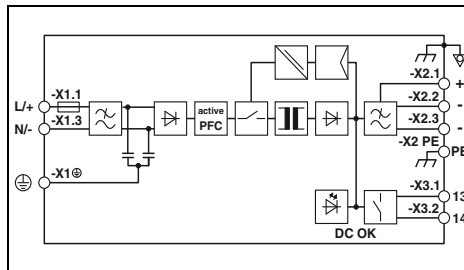 -X1.1
L/+
-X1.3
N/-
active
PFC
-X1
-X2.1
+
-X2.2
-
-X2.3
-
-X2 PE
PE
-X3.1
13
-X3.2
14
DC OK